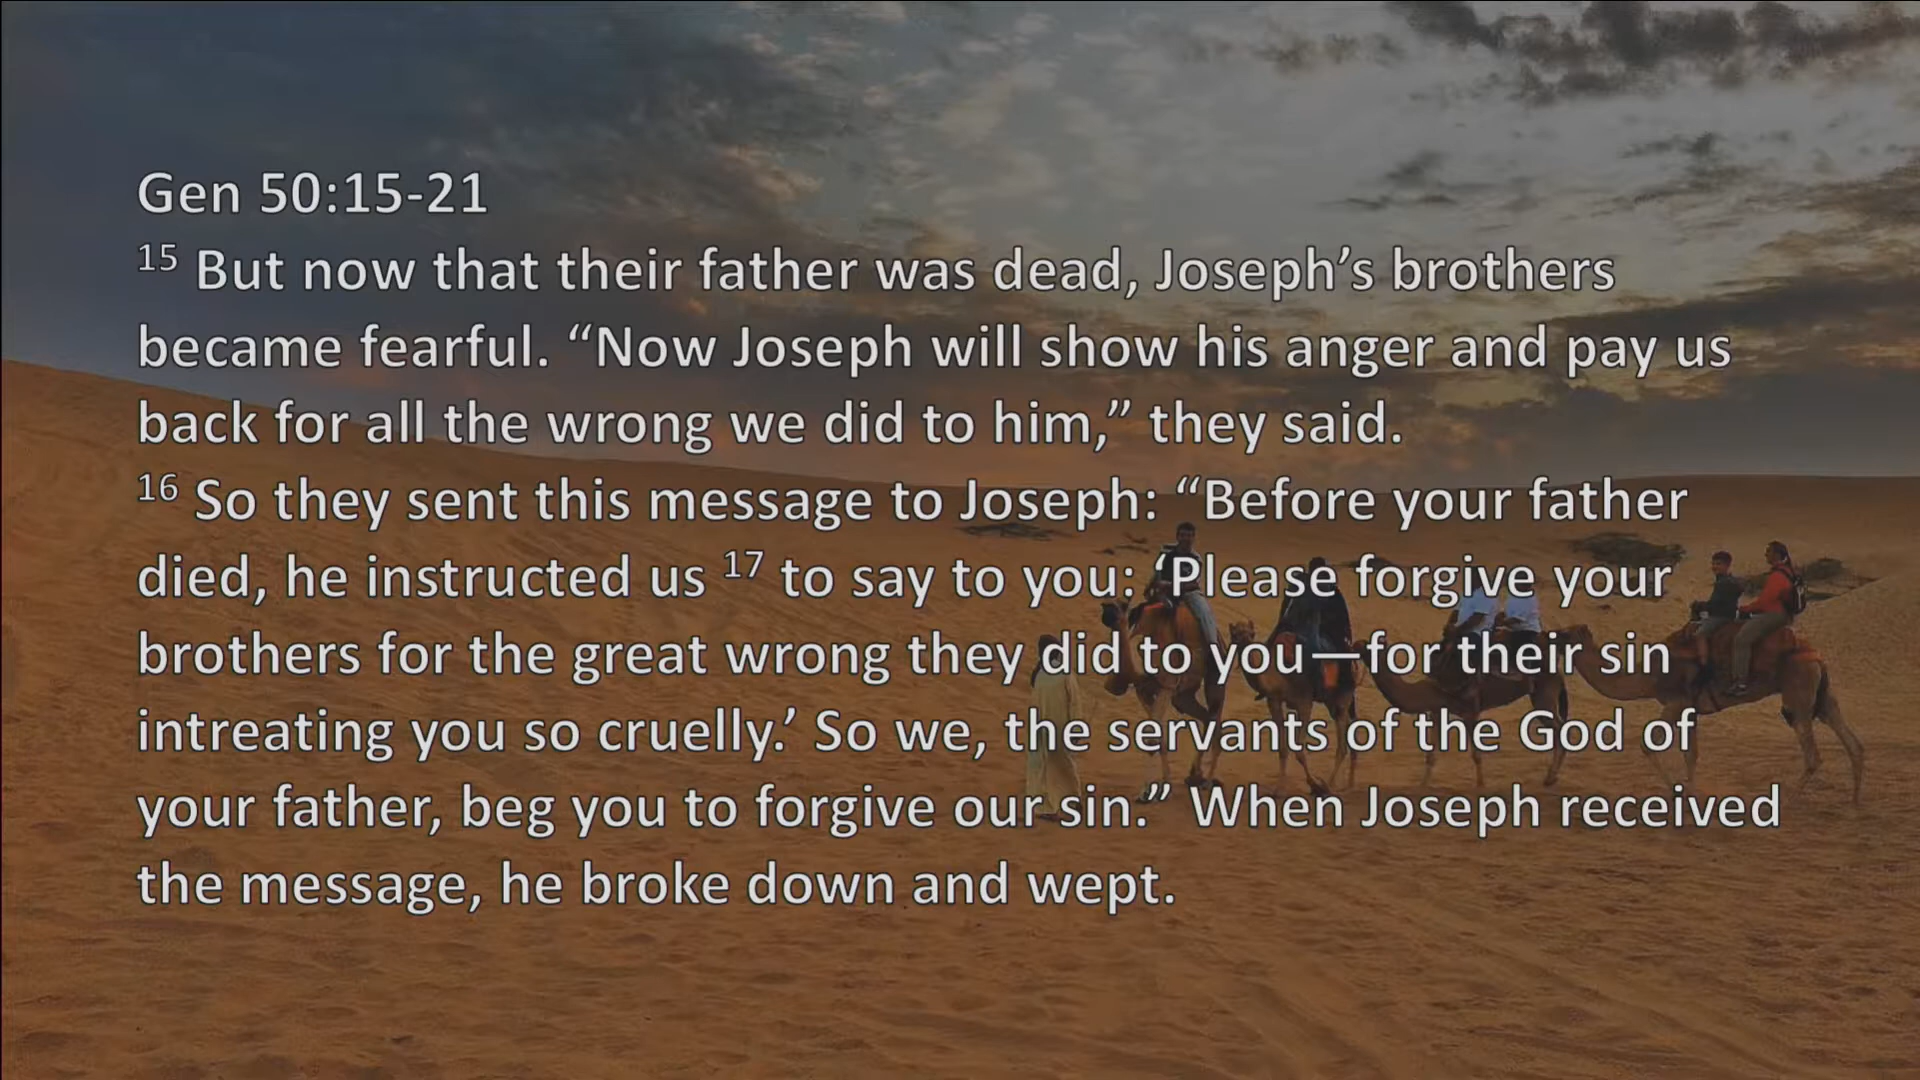 Gen 50:15-21
15 But now that their father was dead, Joseph’s brothers
became fearful. “Now Joseph will show his anger and pay us
back for all the wrong we did to him,” they said.
16 So they sent this message to Joseph: “Before your father
died, he instructed us 17 to say to you: ‘Please forgive your
brothers for the great wrong they did to you—for their sin
intreating you so cruelly.’ So we, the servants of the God of
your father, beg you to forgive our sin.” When Joseph received
the message, he broke down and wept.